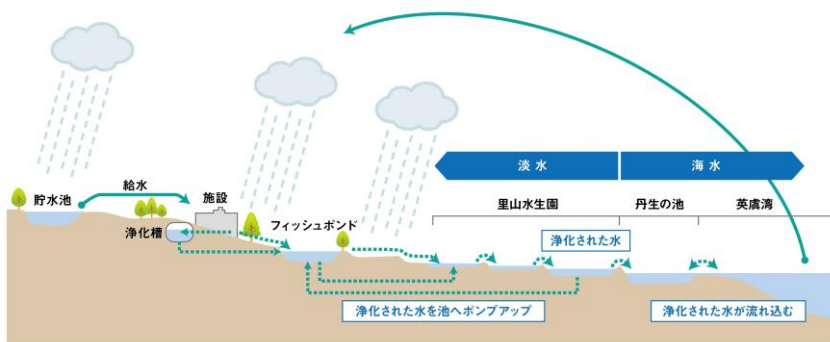 淡水
海水
貯水池
給水
施設
フィッシュポンド
里山水生園
丹生の池
英虞湾
浄化槽
浄化された水
浄化された水を池へポンプアップ
浄化された水が流れ込む